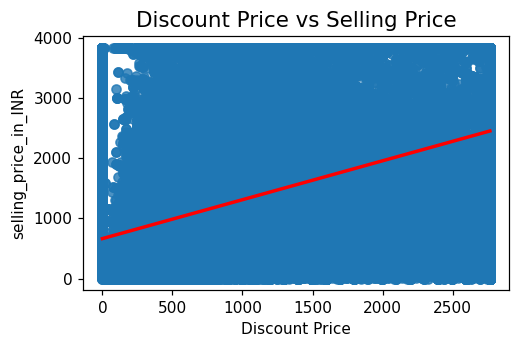 Discount Price vs Selling Price
selling_price_in_INR
4000
3000
2000
1000
0
0 500 1000 1500 2000 2500
Discount Price